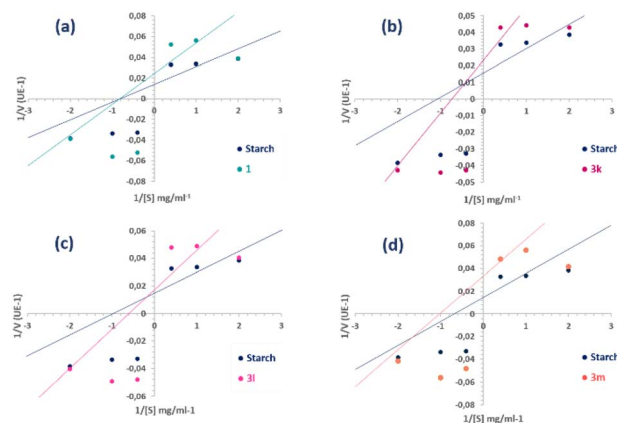 (a)
1/V (UE-1)
0,08
0,06
0,04
0,02
0
-0,02
-0,04
-0,06
-0,08
-3 -2 -1 0 1 2 3
Starch
1
1/[S] mg/ml⁻¹
(b)
1/V (UE-1)
0,05
0,04
0,03
0,02
0,01
0
-0,01
-0,02
-0,03
-0,04
-0,05
-3 -2 -1 0 1 2 3
Starch
3k
1/[S] mg/ml⁻¹
(c)
1/V (UE-1)
0,06
0,04
0,02
0
-0,02
-0,04
-0,06
-3 -2 -1 0 1 2 3
Starch
3l
1/[S] mg/ml-1
(d)
1/V (UE-1)
0,08
0,06
0,04
0,02
0
-0,02
-0,04
-0,06
-0,08
-3 -2 -1 0 1 2 3
Starch
3m
1/[S] mg/ml-1